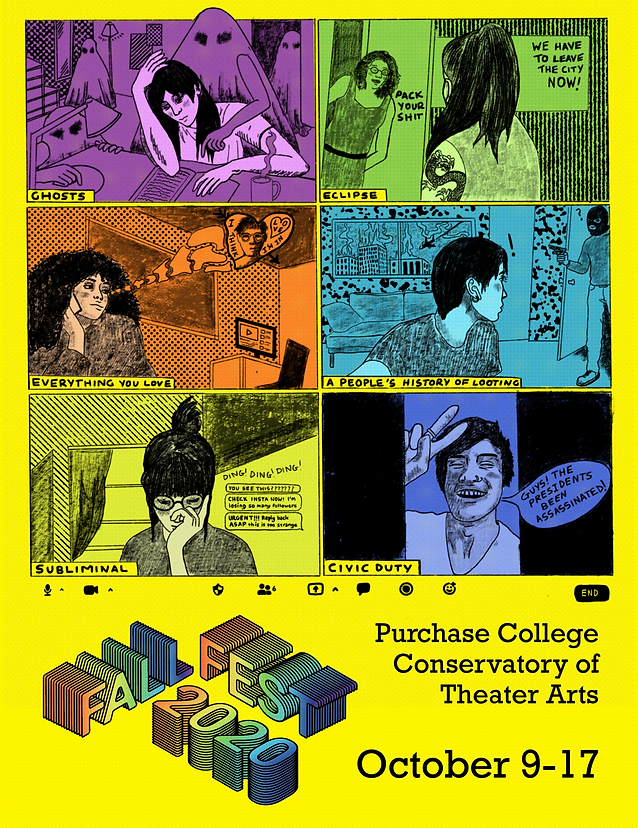 WE HAVE
TO LEAVE
THE CITY
NOW!
PACK
YOUR
SHIT
GHOSTS
ECLIPSE
EVERYTHING YOU LOVE
A PEOPLE'S HISTORY OF LOOTING
DING! DING! DING!
YOU SEE THIS??????
CHECK INSTA NOW! I'M
losing so many followers
URGENT!!! Reply back
ASAP this is too strange
GUYS! THE
PRESIDENTS
BEEN
ASSASSINATED!
SUBLIMINAL
CIVIC DUTY
6
END
FALL FEST
2020
Purchase College
Conservatory of
Theater Arts
October 9-17